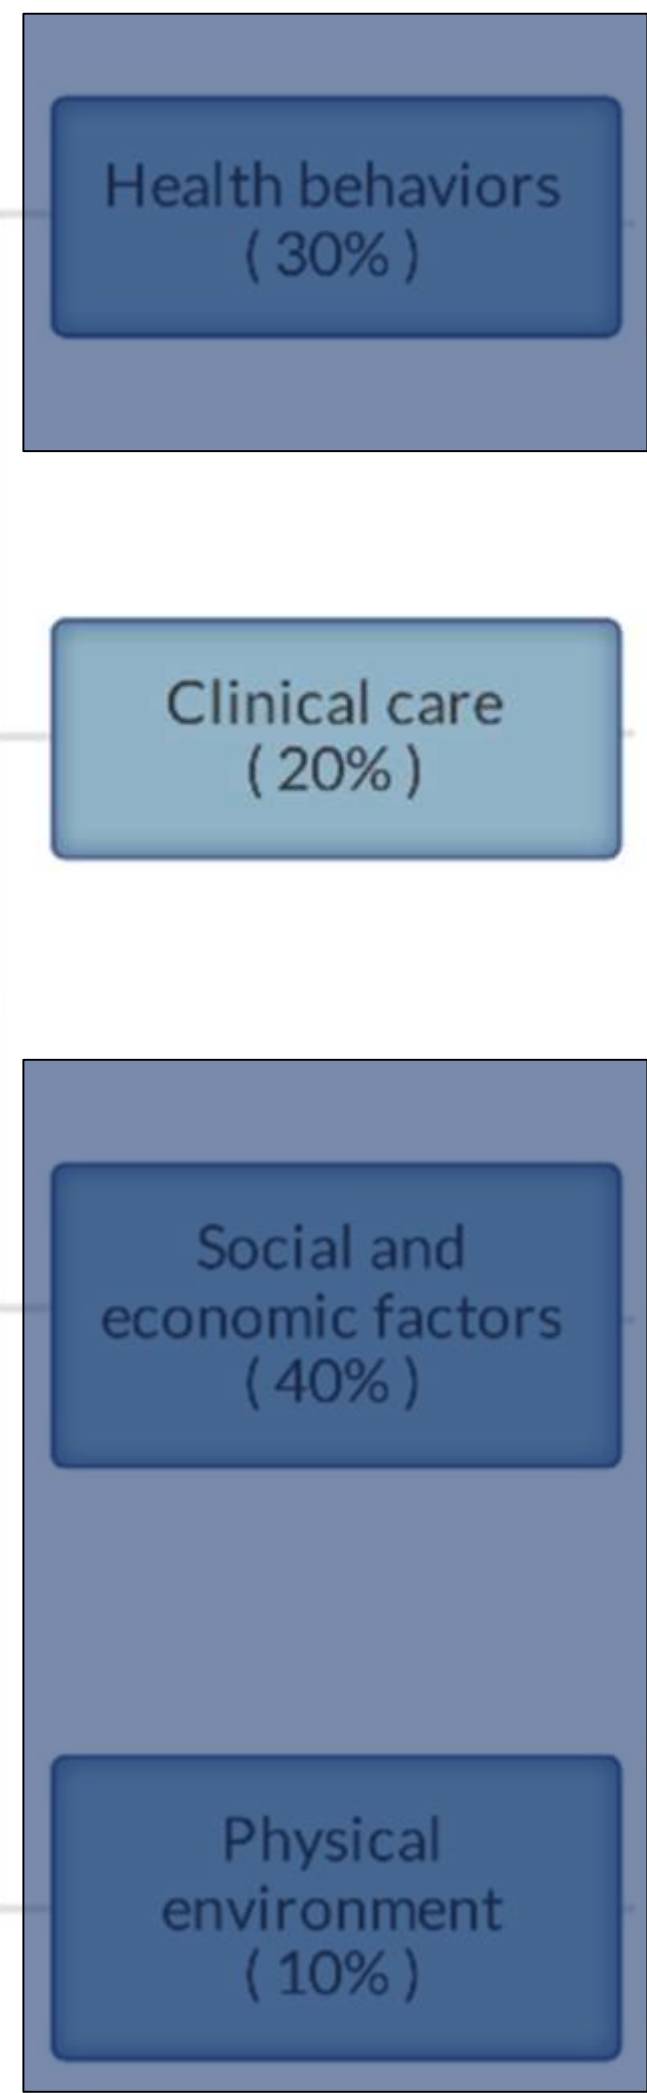 Health behaviors
( 30% )
Clinical care
( 20% )
Social and
economic factors
( 40% )
Physical
environment
( 10% )